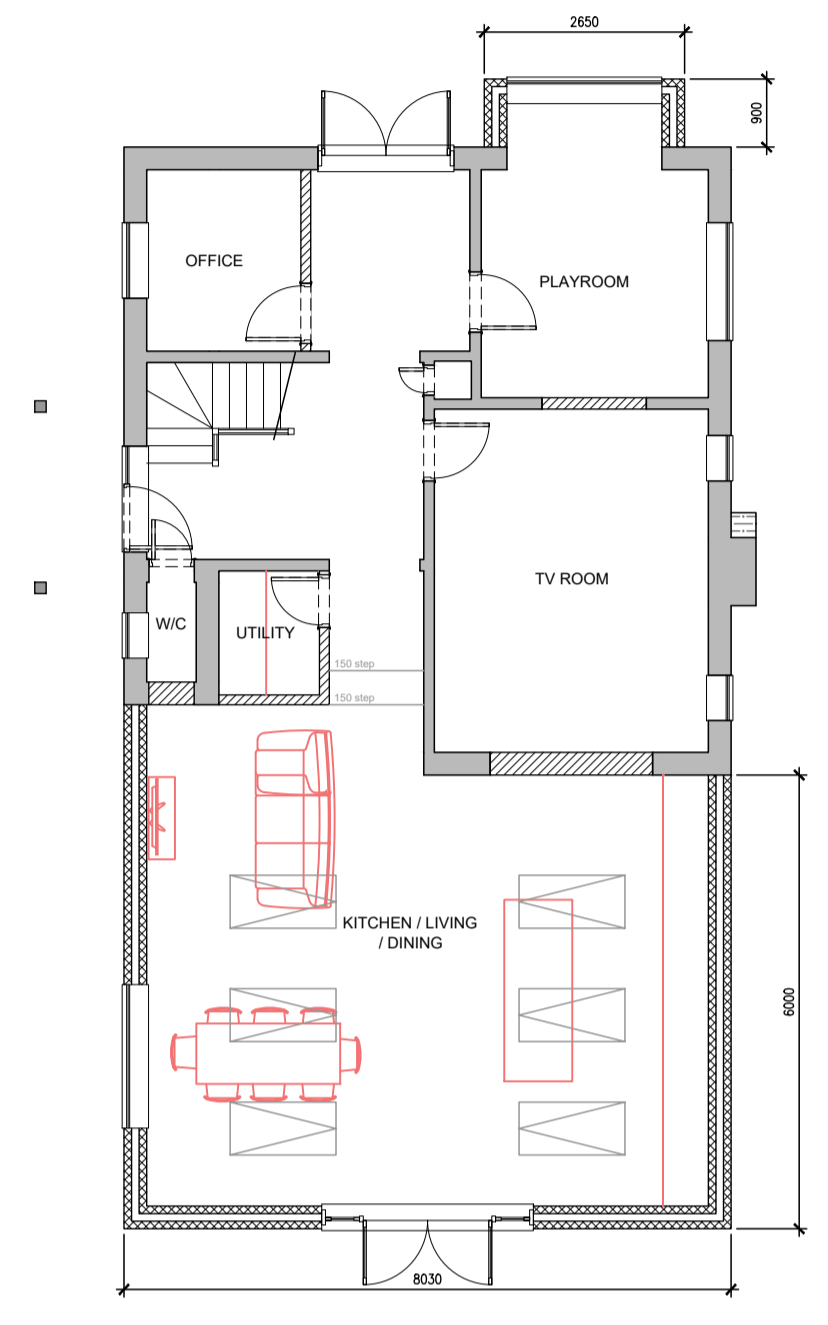 2650
900
OFFICE
PLAYROOM
TV ROOM
W/C
UTILITY
150 step
150 step
KITCHEN / LIVING
/ DINING
6000
8030